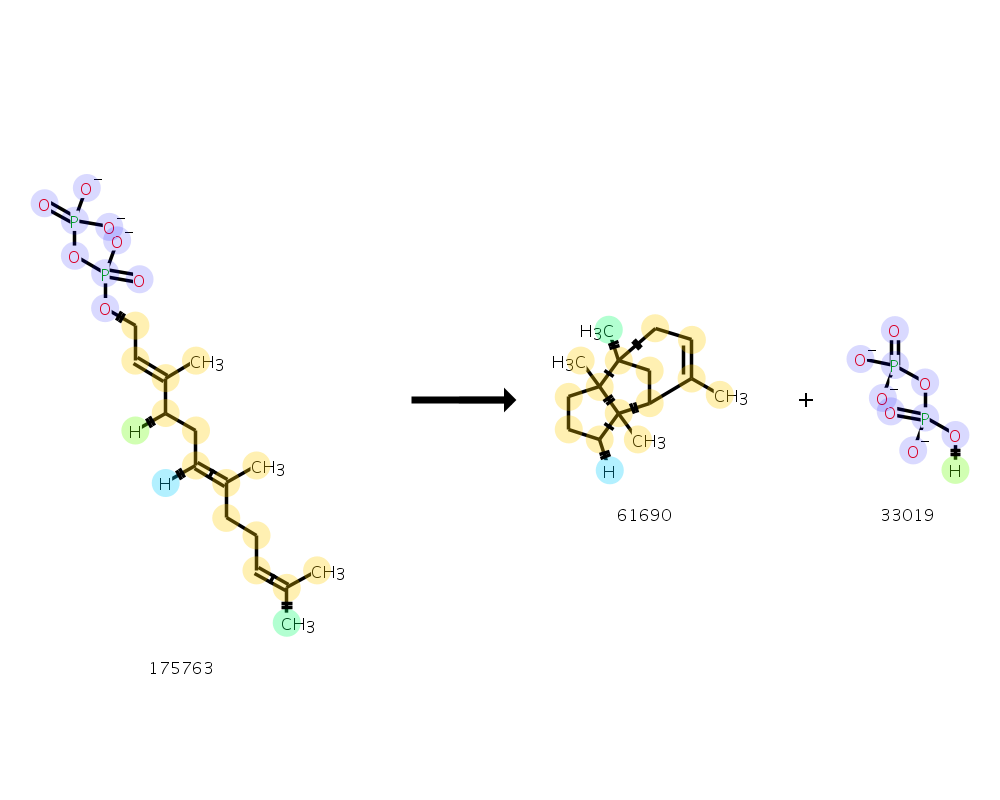 O⁻
O P O⁻
O⁻
O P O
O
CH3
H
CH3
H
CH3
CH3
175763
H3C
H3C
CH3
CH3
H
61690
+
O
O⁻ P
O⁻ O
O P
O⁻ O
H
33019